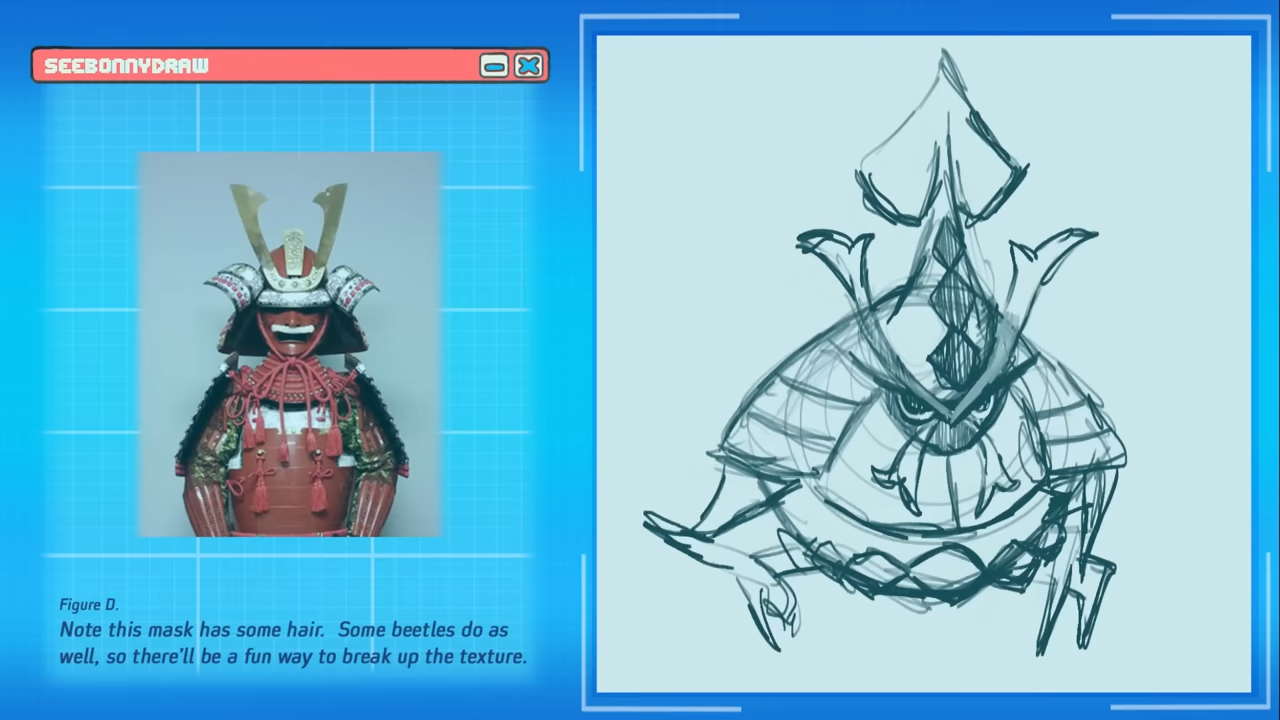 SEEBONNYDRAW
Figure D.
Note this mask has some hair. Some beetles do as
well, so there'll be a fun way to break up the texture.